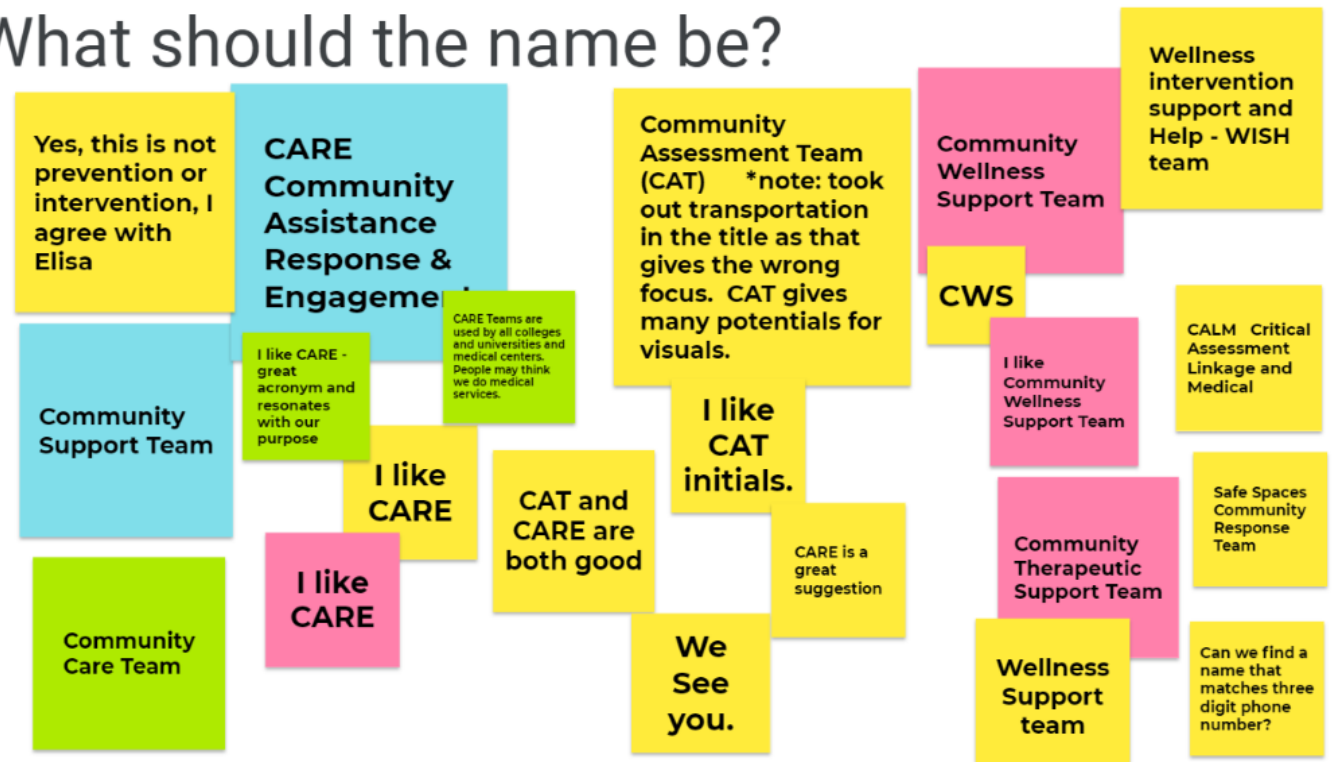 What should the name be?
Yes, this is not
prevention or
intervention, I
agree with
Elisa
CARE
Community
Assistance
Response &
Engagement
I like CARE -
great
acronym and
resonates
with our
purpose
CARE Teams are
used by all colleges
and universities and
medical centers.
People may think
we do medical
services.
Community
Support Team
I like
CARE
I like
CARE
Community
Care Team
Community
Assessment Team
(CAT) *note: took
out transportation
in the title as that
gives the wrong
focus. CAT gives
many potentials for
visuals.
I like
CAT
initials.
CAT and
CARE are
both good
CARE is a
great
suggestion
We
See
you.
Community
Wellness
Support Team
Wellness
intervention
support and
Help - WISH
team
CWS
I like
Community
Wellness
Support Team
CALM Critical
Assessment
Linkage and
Medical
Safe Spaces
Community
Response
Team
Community
Therapeutic
Support Team
Wellness
Support
team
Can we find a
name that
matches three
digit phone
number?